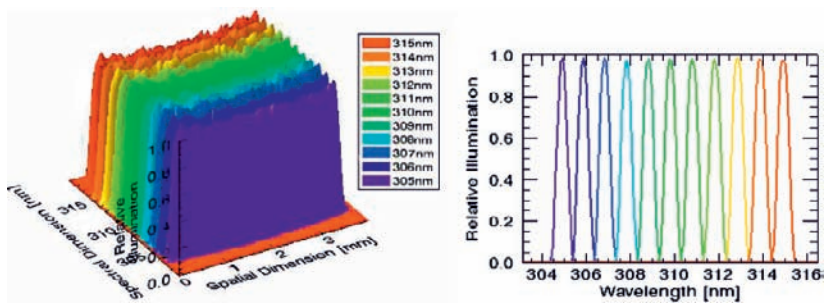 315nm
314nm
313nm
312nm
311nm
310nm
309nm
308nm
307nm
306nm
305nm
1.0
0.8
0.6
0.4
0.2
0.0
Relative
Illumination
315
310
Spectral Dimension [nm]
0
1
2
3
Spatial Dimension [mm]
1.0
0.8
0.6
0.4
0.2
0.0
Relative Illumination
304
306
308
310
312
314
316
Wavelength [nm]